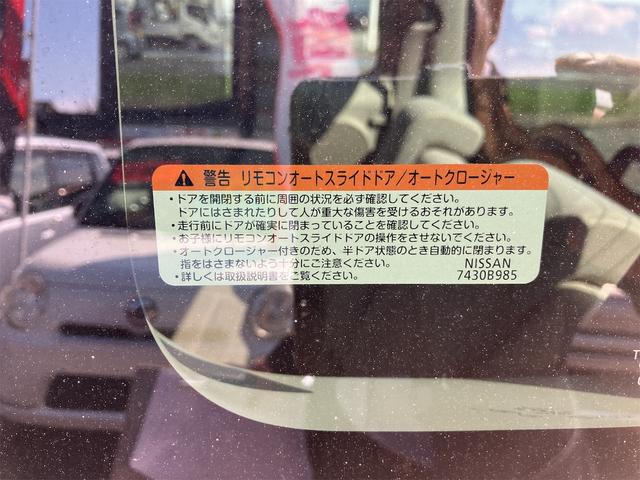 警告 リモコンオートスライドドア／オートクロージャー
・ドアを開閉する前に周囲の状況を必ず確認してください。
ドアにはさまれたりして人が重大な傷害を受けるおそれがあります。
・走行前にドアが確実に閉まっていることを確認してください。
・お子様にリモコンオートスライドドアの操作をさせないでください。
・オートクロージャー付きのため、半ドア状態のとき自動的に閉まります。
指をはさまないよう十分にご注意ください。 NISSAN
・詳しくは取扱説明書をご覧ください。 7430B985